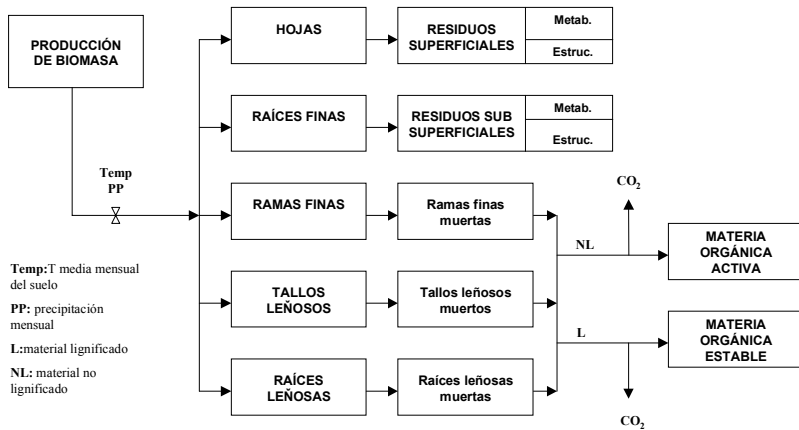 PRODUCCIÓN
DE BIOMASA
HOJAS
RESIDUOS
SUPERFICIALES
Metab.
Estruc.
RAÍCES FINAS
RESIDUOS SUB
SUPERFICIALES
Metab.
Estruc.
Temp
PP
RAMAS FINAS
Ramas finas
muertas
CO2
NL
MATERIA
ORGÁNICA
ACTIVA
TALLOS
LEÑOSOS
Tallos leñosos
muertos
L
MATERIA
ORGÁNICA
ESTABLE
RAÍCES
LEÑOSAS
Raíces leñosas
muertas
CO2
Temp:T media mensual
del suelo
PP: precipitación
mensual
L:material lignificado
NL: material no
lignificado